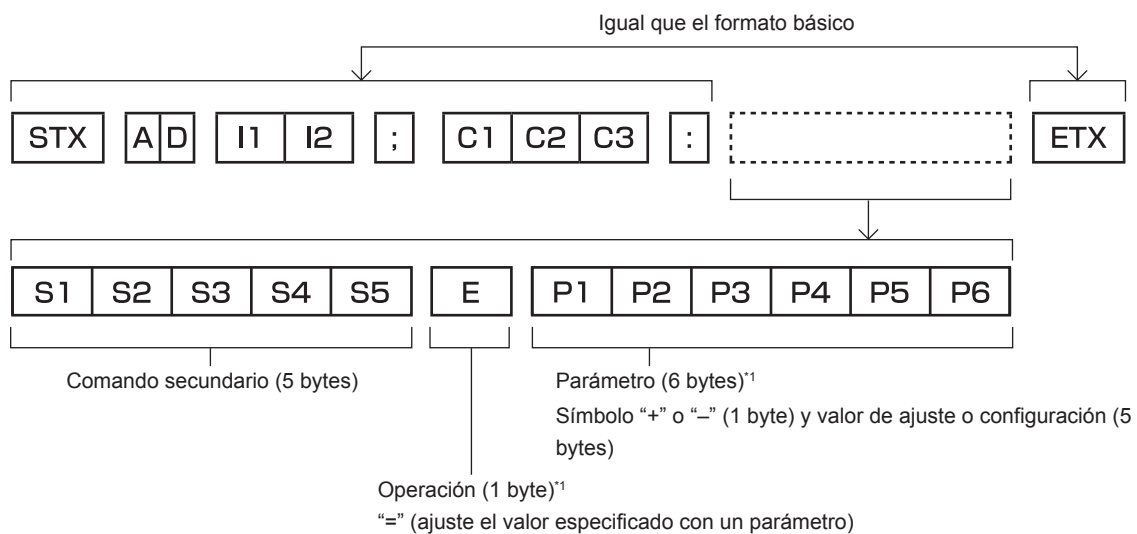 Igual que el formato básico
STX A D I1 I2 ; C1 C2 C3 : ETX
S1 S2 S3 S4 S5 E P1 P2 P3 P4 P5 P6
Comando secundario (5 bytes)
Parámetro (6 bytes)*1
Símbolo “+” o “–” (1 byte) y valor de ajuste o configuración (5
bytes)
Operación (1 byte)*1
“=” (ajuste el valor especificado con un parámetro)